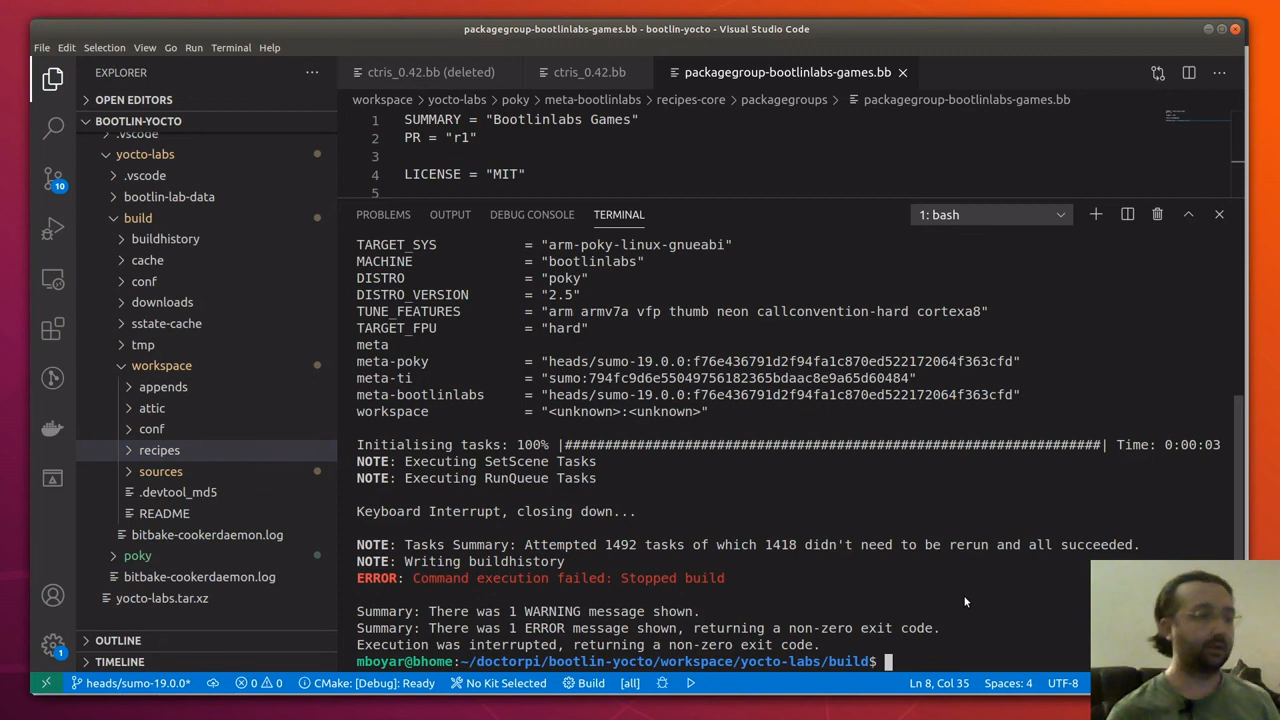 packagegroup-bootlinlabs-games.bb - bootlin-yocto - Visual Studio Code
File Edit Selection View Go Run Terminal Help
EXPLORER
OPEN EDITORS
BOOTLIN-YOCTO
.vscode
yocto-labs
.vscode
bootlin-lab-data
build
buildhistory
cache
conf
downloads
sstate-cache
tmp
workspace
appends
attic
conf
recipes
sources
.devtool_md5
README
bitbake-cookerdaemon.log
poky
bitbake-cookerdaemon.log
yocto-labs.tar.xz
OUTLINE
TIMELINE
10
1
ctris_0.42.bb (deleted) ctris_0.42.bb packagegroup-bootlinlabs-games.bb
workspace > yocto-labs > poky > meta-bootlinlabs > recipes-core > packagegroups > packagegroup-bootlinlabs-games.bb
1 SUMMARY = "Bootlinlabs Games"
2 PR = "r1"
3
4 LICENSE = "MIT"
5
PROBLEMS OUTPUT DEBUG CONSOLE TERMINAL 1: bash
TARGET_SYS = "arm-poky-linux-gnueabi"
MACHINE = "bootlinlabs"
DISTRO = "poky"
DISTRO_VERSION = "2.5"
TUNE_FEATURES = "arm armv7a vfp thumb neon callconvention-hard cortexa8"
TARGET_FPU = "hard"
meta
meta-poky = "heads/sumo-19.0.0:f76e436791d2f94fa1c870ed522172064f363cfd"
meta-ti = "sumo:794fc9d6e55049756182365bdaac8e9a65d60484"
meta-bootlinlabs = "heads/sumo-19.0.0:f76e436791d2f94fa1c870ed522172064f363cfd"
workspace = "<unknown>:<unknown>"
Initialising tasks: 100% |####################################################################| Time: 0:00:03
NOTE: Executing SetScene Tasks
NOTE: Executing RunQueue Tasks
Keyboard Interrupt, closing down...
NOTE: Tasks Summary: Attempted 1492 tasks of which 1418 didn't need to be rerun and all succeeded.
NOTE: Writing buildhistory
ERROR: Command execution failed: Stopped build
Summary: There was 1 WARNING message shown.
Summary: There was 1 ERROR message shown, returning a non-zero exit code.
Execution was interrupted, returning a non-zero exit code.
mboyar@bhome:~/doctorpi/bootlin-yocto/workspace/yocto-labs/build$
heads/sumo-19.0.0* 0 0 CMake: [Debug]: Ready No Kit Selected Build [all] Ln 8, Col 35 Spaces: 4 UTF-8